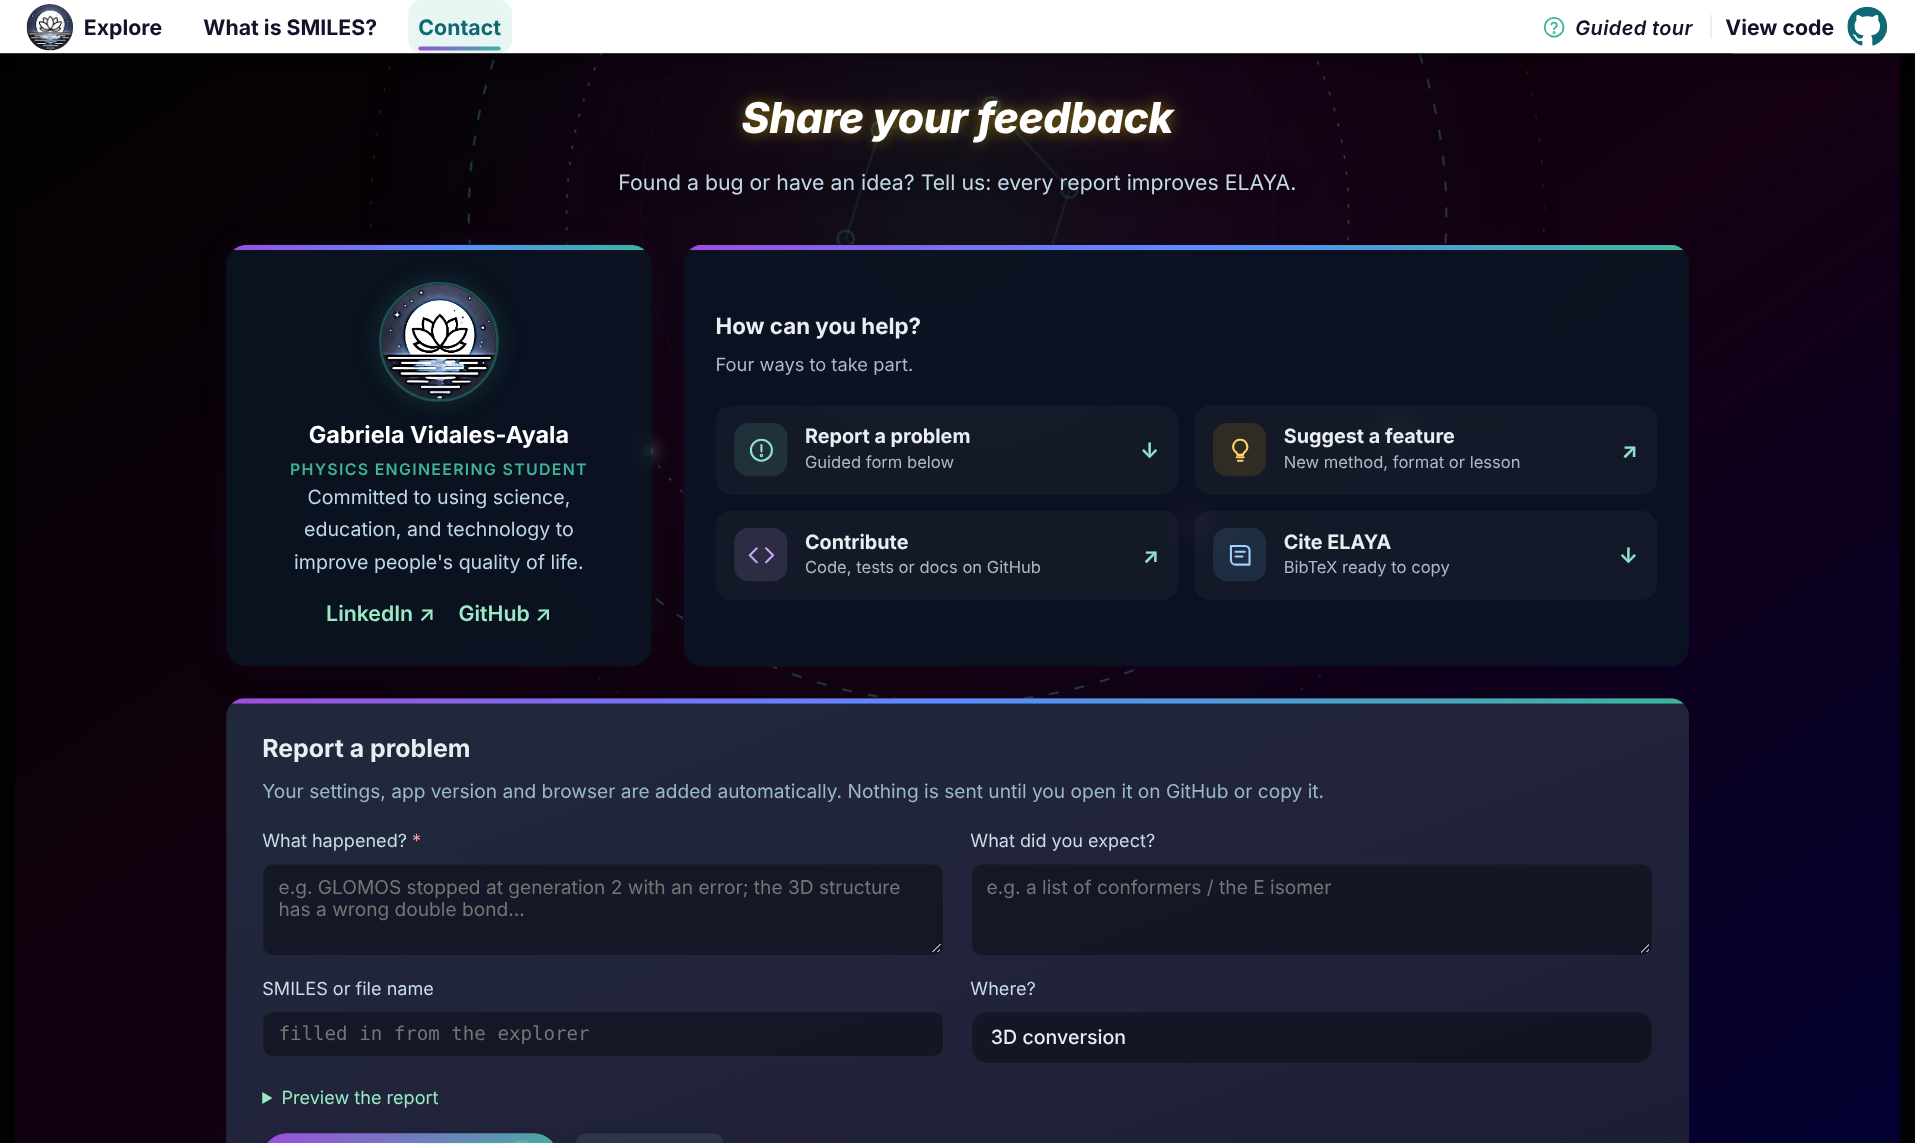 Explore
What is SMILES?
Contact
Guided tour
View code
Share your feedback
Found a bug or have an idea? Tell us: every report improves ELAYA.
Gabriela Vidales-Ayala
PHYSICS ENGINEERING STUDENT
Committed to using science,
education, and technology to
improve people's quality of life.
LinkedIn ↗ GitHub ↗
How can you help?
Four ways to take part.
Report a problem
Guided form below
Suggest a feature
New method, format or lesson
Contribute
Code, tests or docs on GitHub
Cite ELAYA
BibTeX ready to copy
Report a problem
Your settings, app version and browser are added automatically. Nothing is sent until you open it on GitHub or copy it.
What happened? *
e.g. GLOMOS stopped at generation 2 with an error; the 3D structure
has a wrong double bond...
What did you expect?
e.g. a list of conformers / the E isomer
SMILES or file name
filled in from the explorer
Where?
3D conversion
Preview the report